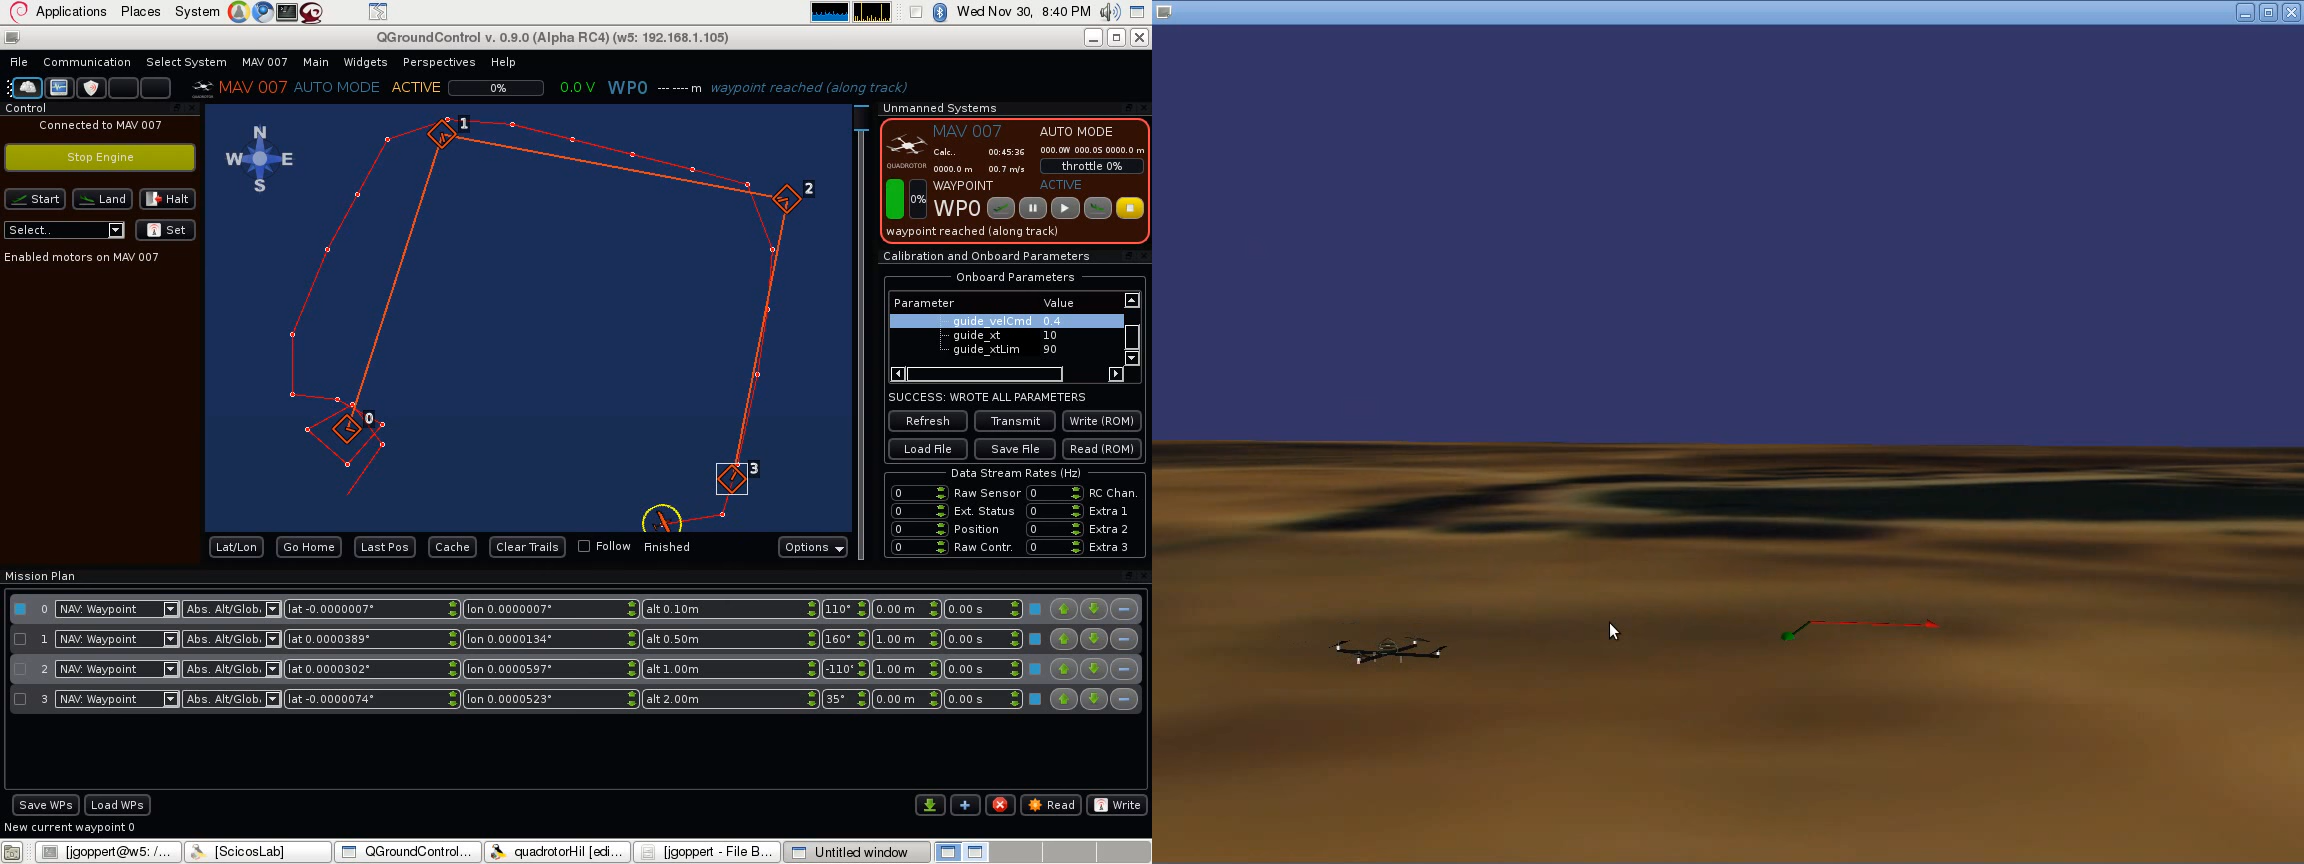 Applications Places System Wed Nov 30, 8:40 PM
QGroundControl v. 0.9.0 (Alpha RC4) (w5: 192.168.1.105)
File Communication Select System MAV 007 Main Widgets Perspectives Help
MAV 007 AUTO MODE ACTIVE 0% 0.0 V WP0 --- ---- m waypoint reached (along track)
Control
Connected to MAV 007
Stop Engine
Start Land Halt
Select.. Set
Enabled motors on MAV 007
N
W E
S
1
2
0
3
Lat/Lon Go Home Last Pos Cache Clear Trails Follow Finished Options
Unmanned Systems
MAV 007 AUTO MODE
Calc.. 00:45:36 000.0W 000.0S 0000.0 m
QUADROTOR 0000.0 m 00.7 m/s throttle 0%
WAYPOINT ACTIVE
0% WP0
waypoint reached (along track)
Calibration and Onboard Parameters
Onboard Parameters
Parameter Value
guide_velCmd 0.4
guide_xt 10
guide_xtLim 90
SUCCESS: WROTE ALL PARAMETERS
Refresh Transmit Write (ROM)
Load File Save File Read (ROM)
Data Stream Rates (Hz)
0 Raw Sensor 0 RC Chan.
0 Ext. Status 0 Extra 1
0 Position 0 Extra 2
0 Raw Contr. 0 Extra 3
Mission Plan
0 NAV: Waypoint Abs. Alt/Glob. lat -0.0000007° lon 0.0000007° alt 0.10m 110° 0.00 m 0.00 s
1 NAV: Waypoint Abs. Alt/Glob. lat 0.0000389° lon 0.0000134° alt 0.50m 160° 1.00 m 0.00 s
2 NAV: Waypoint Abs. Alt/Glob. lat 0.0000302° lon 0.0000597° alt 1.00m -110° 1.00 m 0.00 s
3 NAV: Waypoint Abs. Alt/Glob. lat -0.0000074° lon 0.0000523° alt 2.00m 35° 0.00 m 0.00 s
Save WPs Load WPs Read Write
New current waypoint 0
[jgoppert@w5: /... [ScicosLab] QGroundControl... quadrotorHil [edi... [jgoppert - File B... Untitled window